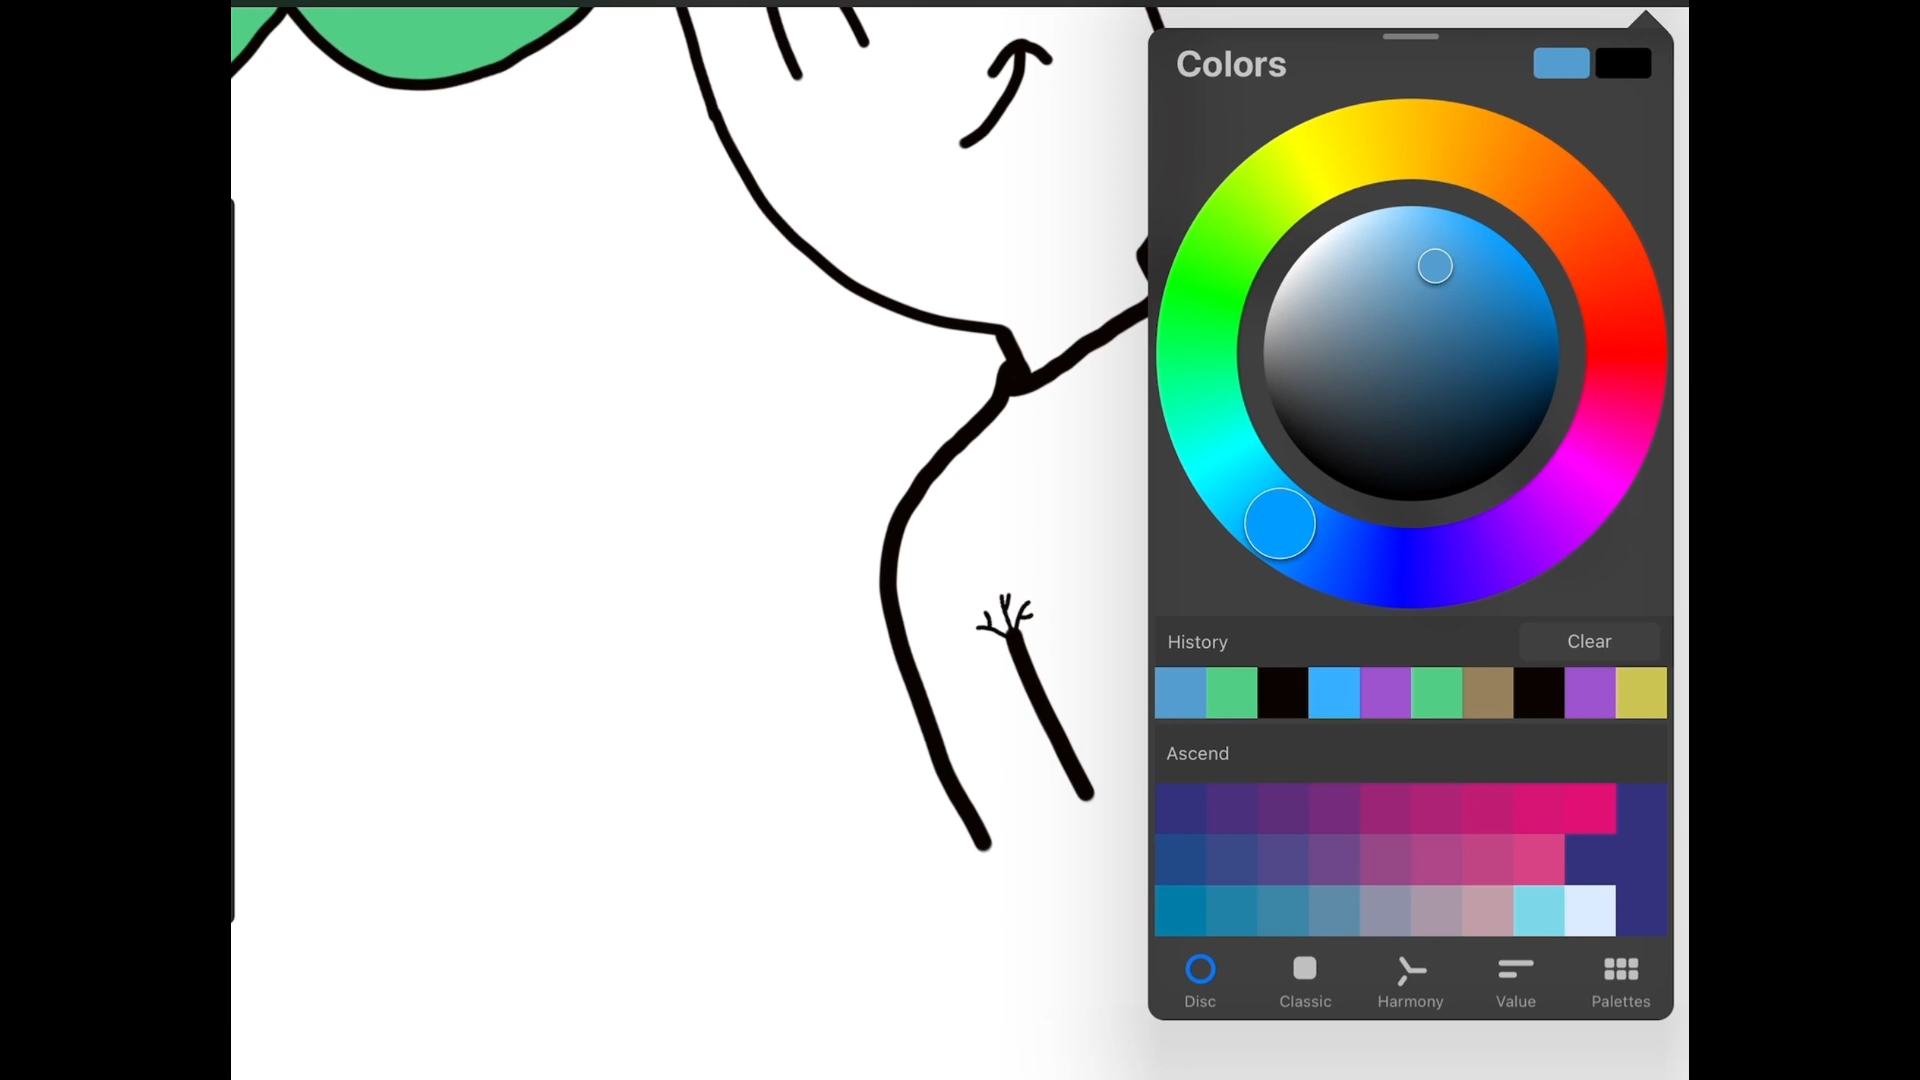 Colors
History
Clear
Ascend
Disc
Classic
Harmony
Value
Palettes